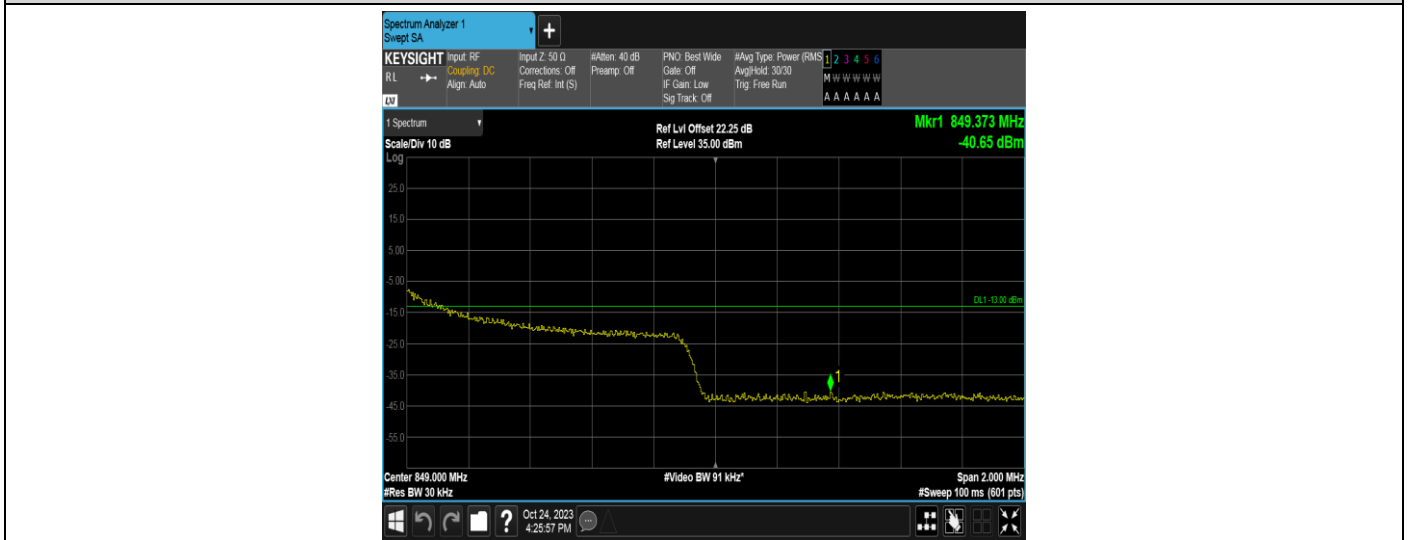 Spectrum Analyzer 1
Swept SA
+
KEYSIGHT
RL
LXI
Input: RF
Coupling: DC
Align: Auto
Input Z: 50 Ω
Corrections: Off
Freq Ref: Int (S)
#Atten: 40 dB
Preamp: Off
PNO: Best Wide
Gate: Off
IF Gain: Low
Sig Track: Off
#Avg Type: Power (RMS
Avg|Hold: 30/30
Trig: Free Run
1 2 3 4 5 6
M W W W W W
A A A A A A
1 Spectrum
Scale/Div 10 dB
Log
Ref Lvl Offset 22.25 dB
Ref Level 35.00 dBm
Mkr1 849.373 MHz
-40.65 dBm
25.0
15.0
5.00
-5.00
DL1 -13.00 dBm
-15.0
-25.0
-35.0
1
-45.0
-55.0
Center 849.000 MHz
#Video BW 91 kHz*
Span 2.000 MHz
#Res BW 30 kHz
#Sweep 100 ms (601 pts)
?
Oct 24, 2023
4:25:57 PM